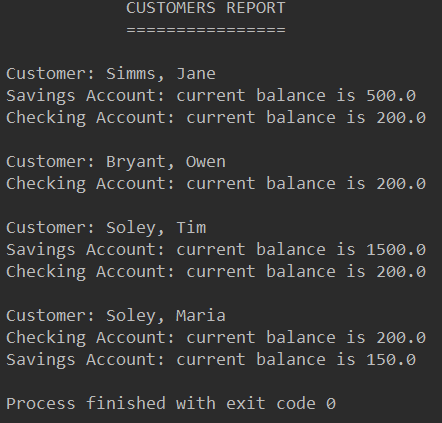 CUSTOMERS REPORT
================
Customer: Simms, Jane
Savings Account: current balance is 500.0
Checking Account: current balance is 200.0
Customer: Bryant, Owen
Checking Account: current balance is 200.0
Customer: Soley, Tim
Savings Account: current balance is 1500.0
Checking Account: current balance is 200.0
Customer: Soley, Maria
Checking Account: current balance is 200.0
Savings Account: current balance is 150.0
Process finished with exit code 0